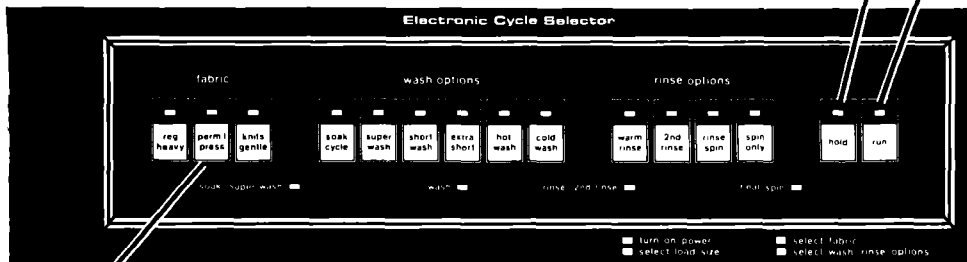 Electronic Cycle Selector
fabric
wash options
rinse options
reg heavy
perm'l press
knits gentle
soak cycle
super wash
short wash
extra short
hot wash
cold wash
warm rinse
2nd rinse
rinse spin
spin only
hold
run
soak super wash
wash
rinse 2nd rinse
final spin
turn on power
select load size
select fabric
select wash rinse options